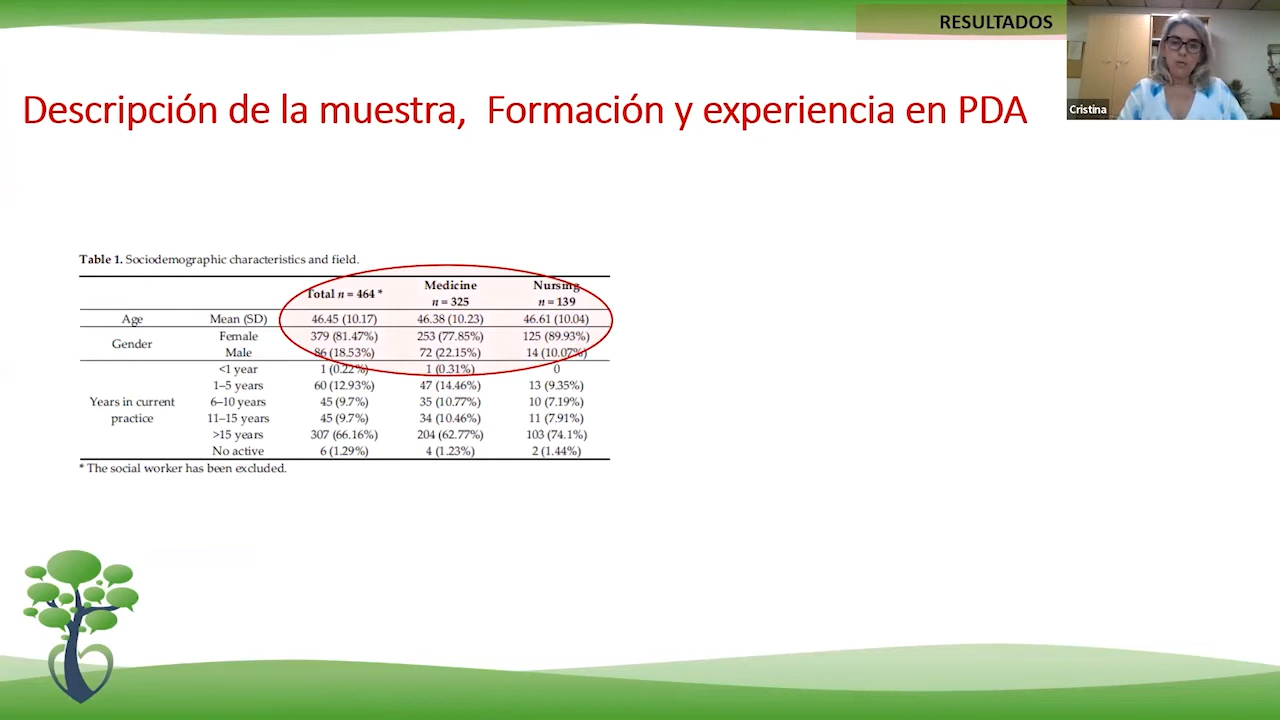 RESULTADOS
Cristina
Descripción de la muestra, Formación y experiencia en PDA
Table 1. Sociodemographic characteristics and field.
Total n = 464 * Medicine n = 325 Nursing n = 139
Age Mean (SD) 46.45 (10.17) 46.38 (10.23) 46.61 (10.04)
Gender Female 379 (81.47%) 253 (77.85%) 125 (89.93%)
Male 86 (18.53%) 72 (22.15%) 14 (10.07%)
Years in current practice <1 year 1 (0.22%) 1 (0.31%) 0
1–5 years 60 (12.93%) 47 (14.46%) 13 (9.35%)
6–10 years 45 (9.7%) 35 (10.77%) 10 (7.19%)
11–15 years 45 (9.7%) 34 (10.46%) 11 (7.91%)
>15 years 307 (66.16%) 204 (62.77%) 103 (74.1%)
No active 6 (1.29%) 4 (1.23%) 2 (1.44%)
* The social worker has been excluded.